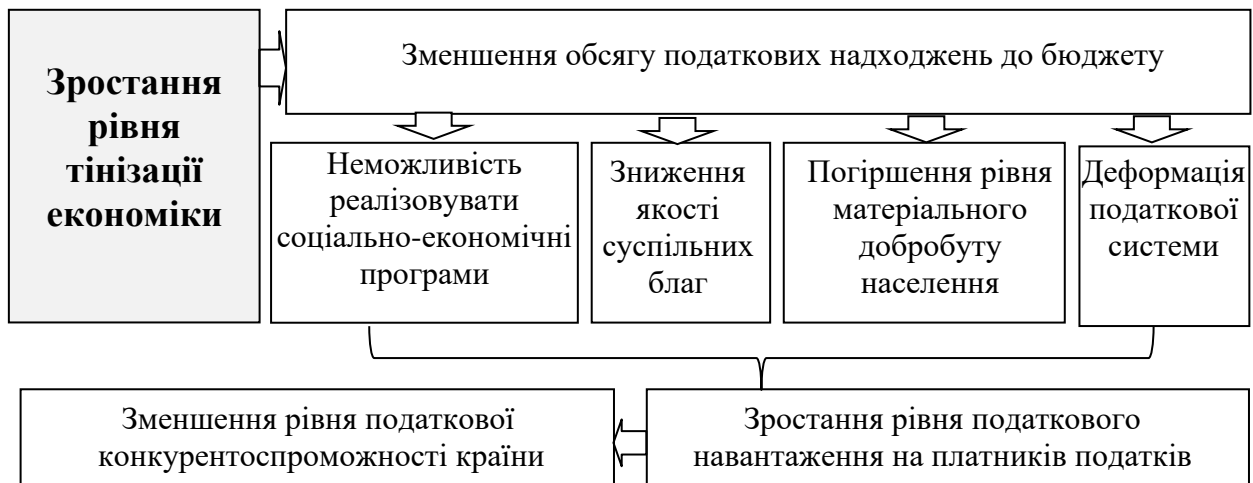 Зростання
рівня
тінізації
економіки
Зменшення обсягу податкових надходжень до бюджету
Неможливість
реалізовувати
соціально-економічні
програми
Зниження
якості
суспільних
благ
Погіршення рівня
матеріального
добробуту
населення
Деформація
податкової
системи
Зменшення рівня податкової
конкурентоспроможності країни
Зростання рівня податкового
навантаження на платників податків